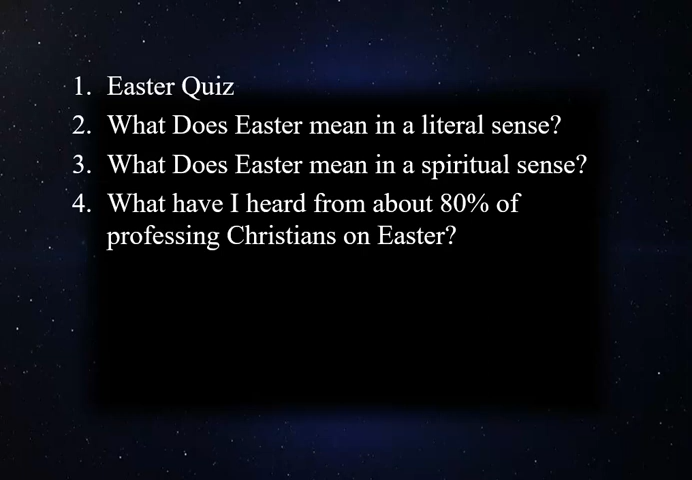 1. Easter Quiz
2. What Does Easter mean in a literal sense?
3. What Does Easter mean in a spiritual sense?
4. What have I heard from about 80% of
professing Christians on Easter?